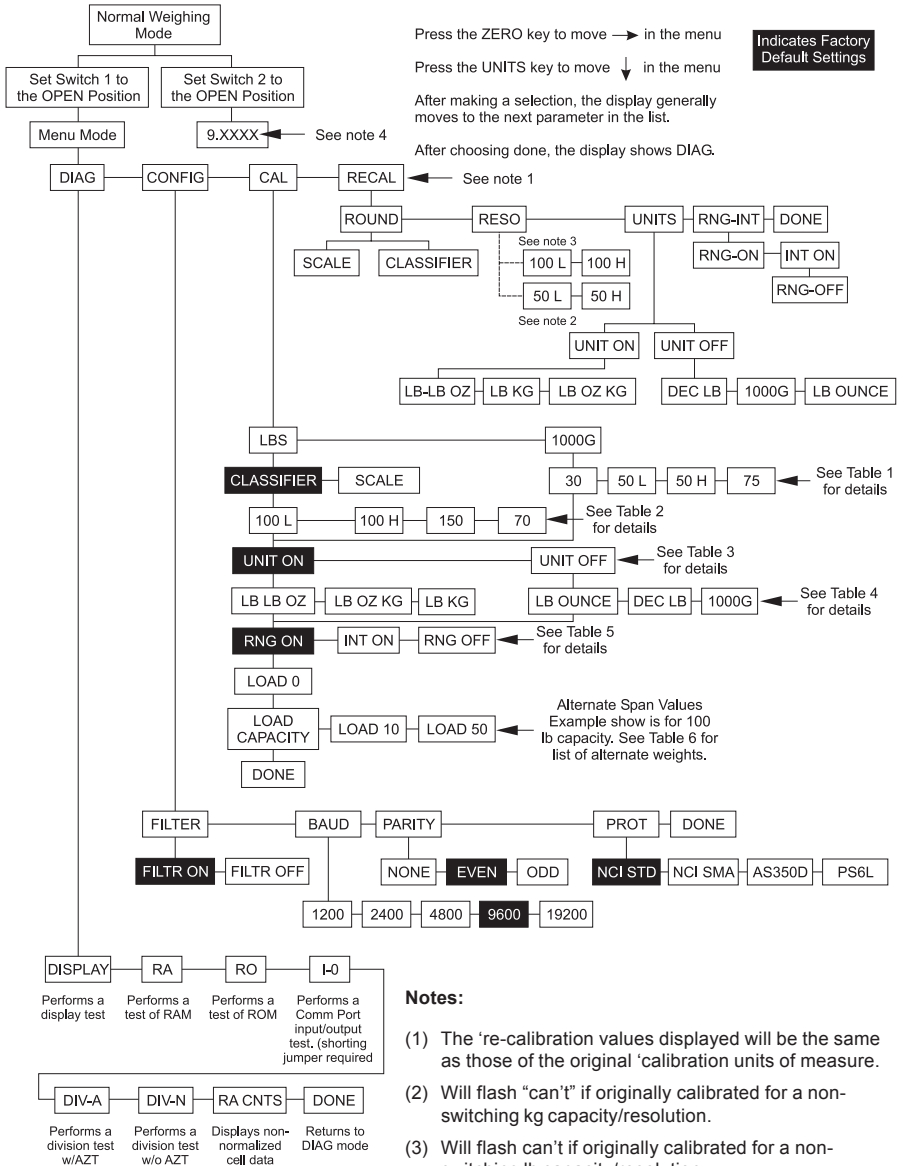 Normal Weighing
Mode
Press the ZERO key to move → in the menu
Press the UNITS key to move ↓ in the menu
After making a selection, the display generally
moves to the next parameter in the list.
After choosing done, the display shows DIAG.
Indicates Factory
Default Settings
Set Switch 1 to
the OPEN Position
Set Switch 2 to
the OPEN Position
Menu Mode
9.XXXX
See note 4
DIAG
CONFIG
CAL
RECAL
See note 1
ROUND
RESO
UNITS
RNG-INT
DONE
SCALE
CLASSIFIER
See note 3
100 L
100 H
50 L
50 H
See note 2
RNG-ON
INT ON
RNG-OFF
UNIT ON
UNIT OFF
LB-LB OZ
LB KG
LB OZ KG
DEC LB
1000G
LB OUNCE
LBS
1000G
CLASSIFIER
SCALE
30
50 L
50 H
75
See Table 1
for details
100 L
100 H
150
70
See Table 2
for details
UNIT ON
UNIT OFF
See Table 3
for details
LB LB OZ
LB OZ KG
LB KG
LB OUNCE
DEC LB
1000G
See Table 4
for details
RNG ON
INT ON
RNG OFF
See Table 5
for details
LOAD 0
LOAD
CAPACITY
LOAD 10
LOAD 50
Alternate Span Values
Example show is for 100
lb capacity. See Table 6 for
list of alternate weights.
DONE
FILTER
BAUD
PARITY
PROT
DONE
FILTR ON
FILTR OFF
NONE
EVEN
ODD
NCI STD
NCI SMA
AS350D
PS6L
1200
2400
4800
9600
19200
DISPLAY
RA
RO
I-0
Performs a
display test
Performs a
test of RAM
Performs a
test of ROM
Performs a
Comm Port
input/output
test. (shorting
jumper required
DIV-A
DIV-N
RA CNTS
DONE
Performs a
division test
w/AZT
Performs a
division test
w/o AZT
Displays non-
normalized
cell data
Returns to
DIAG mode
Notes:
(1) The ‘re-calibration values displayed will be the same
as those of the original ‘calibration units of measure.
(2) Will flash “can’t” if originally calibrated for a non-
switching kg capacity/resolution.
(3) Will flash can’t if originally calibrated for a non-